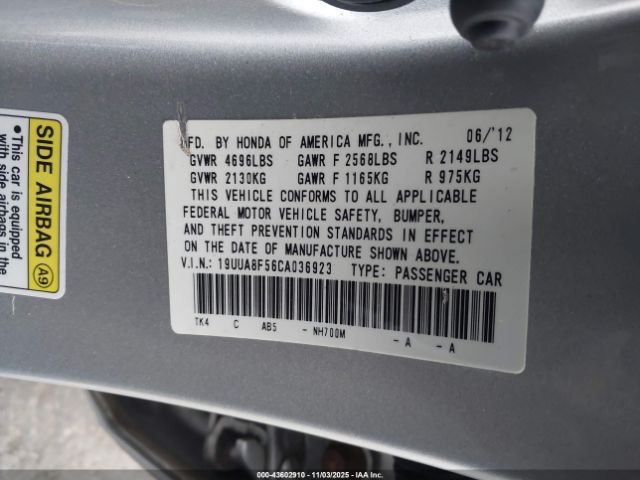 SIDE AIRBAG A9
• This car is equipped
with side airbags in the
MFD. BY HONDA OF AMERICA MFG., INC. 06/'12
GVWR 4696LBS GAWR F 2568LBS R 2149LBS
GVWR 2130KG GAWR F 1165KG R 975KG
THIS VEHICLE CONFORMS TO ALL APPLICABLE
FEDERAL MOTOR VEHICLE SAFETY, BUMPER,
AND THEFT PREVENTION STANDARDS IN EFFECT
ON THE DATE OF MANUFACTURE SHOWN ABOVE.
V.I.N.: 19UUA8F56CA036923 TYPE: PASSENGER CAR
TK4 C AB5 - NH700M - A - A
000-43602910 - 11/03/2025 - IAAI